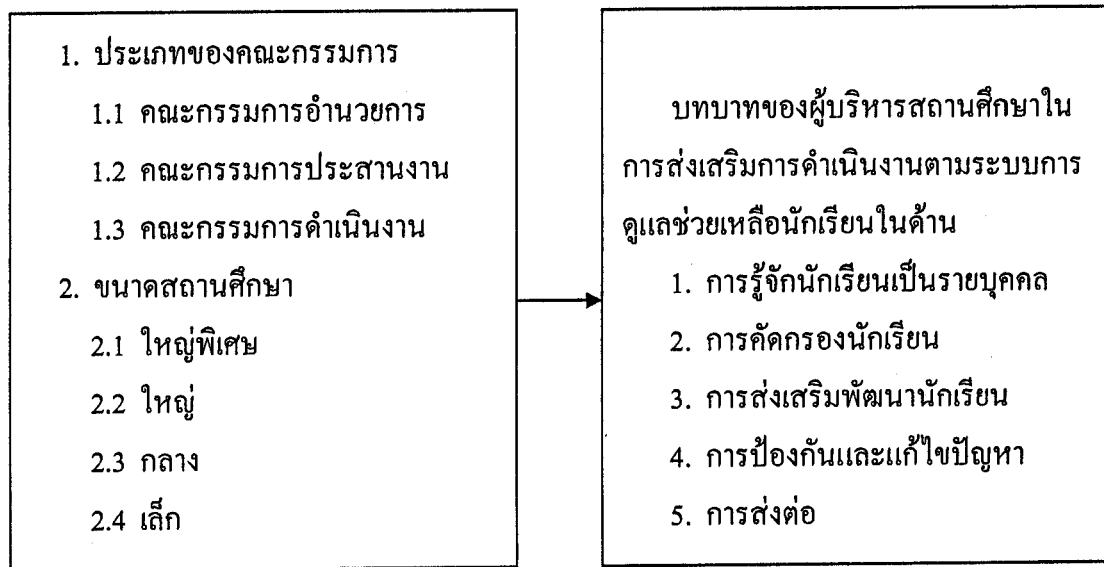 1. ประเภทของคณะกรรมการ
1.1 คณะกรรมการอำนวยการ
1.2 คณะกรรมการประสานงาน
1.3 คณะกรรมการดำเนินงาน
2. ขนาดสถานศึกษา
2.1 ใหญ่พิเศษ
2.2 ใหญ่
2.3 กลาง
2.4 เล็ก
บทบาทของผู้บริหารสถานศึกษาใน
การส่งเสริมการดำเนินงานตามระบบการ
ดูแลช่วยเหลือนักเรียนในด้าน
1. การรู้จักนักเรียนเป็นรายบุคคล
2. การคัดกรองนักเรียน
3. การส่งเสริมพัฒนานักเรียน
4. การป้องกันและแก้ไขปัญหา
5. การส่งต่อ